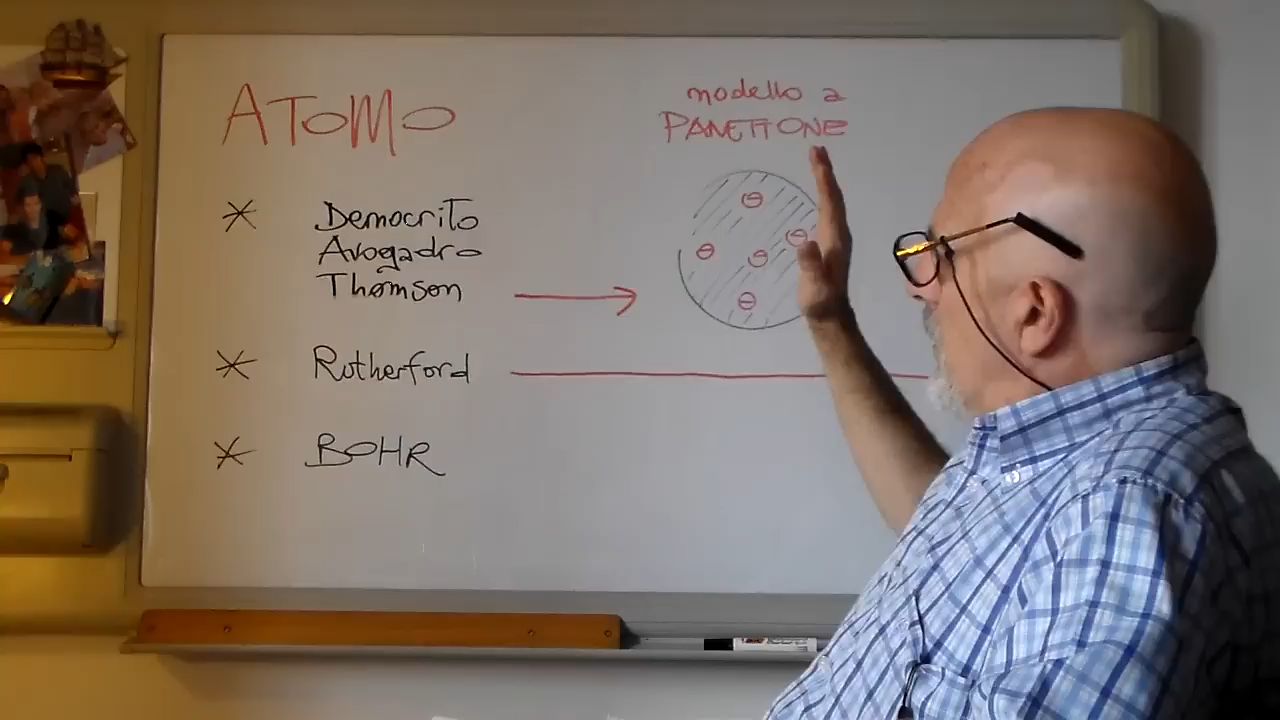 ATOMO
modello a
PANETTONE
* Democrito
Avogadro
Thomson
* Rutherford
* BOHR